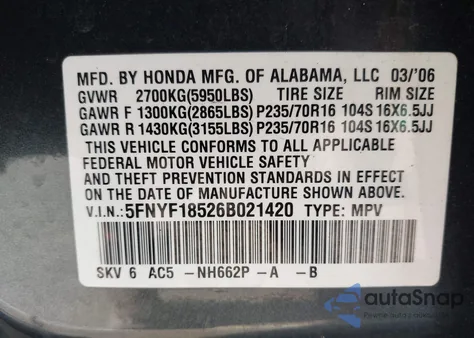 MFD. BY HONDA MFG. OF ALABAMA, LLC 03/'06
GVWR 2700KG(5950LBS) TIRE SIZE RIM SIZE
GAWR F 1300KG(2865LBS) P235/70R16 104S 16X6.5JJ
GAWR R 1430KG(3155LBS) P235/70R16 104S 16X6.5JJ
THIS VEHICLE CONFORMS TO ALL APPLICABLE
FEDERAL MOTOR VEHICLE SAFETY
AND THEFT PREVENTION STANDARDS IN EFFECT
ON THE DATE OF MANUFACTURE SHOWN ABOVE.
V.I.N.: 5FNYF18526B021420 TYPE: MPV
SKV 6 AC5 -NH662P -A -B
autoSnap